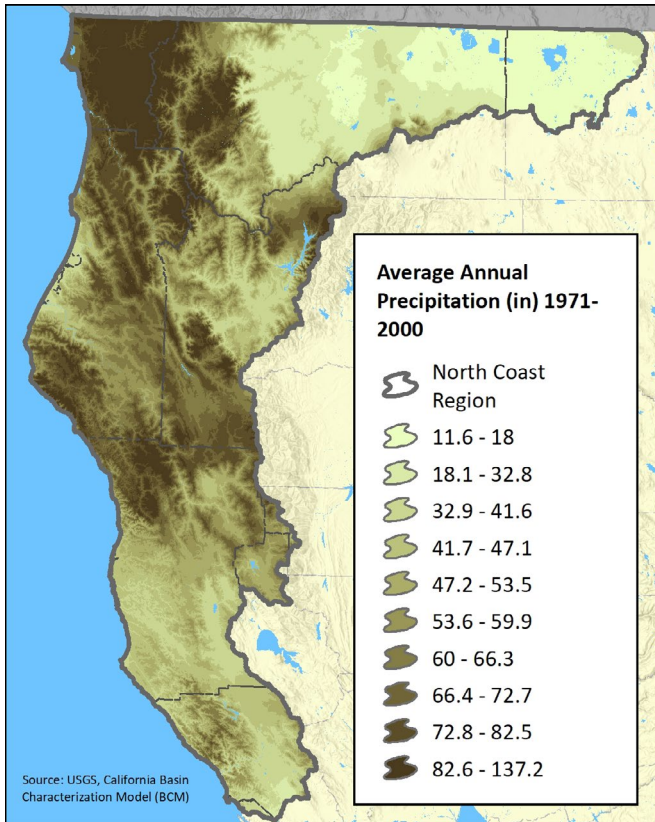 Average Annual
Precipitation (in) 1971-
2000
North Coast
Region
11.6 - 18
18.1 - 32.8
32.9 - 41.6
41.7 - 47.1
47.2 - 53.5
53.6 - 59.9
60 - 66.3
66.4 - 72.7
72.8 - 82.5
82.6 - 137.2
Source: USGS, California Basin
Characterization Model (BCM)